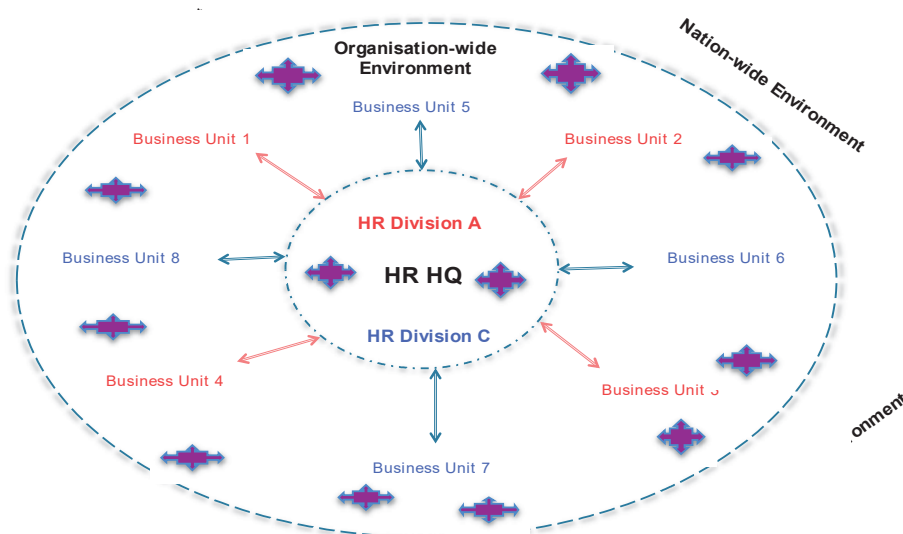 Organisation-wide
Environment
Nation-wide Environment
Business Unit 5
Business Unit 1
Business Unit 2
HR Division A
Business Unit 8
HR HQ
Business Unit 6
HR Division C
Business Unit 4
Business Unit
onment
Business Unit 7